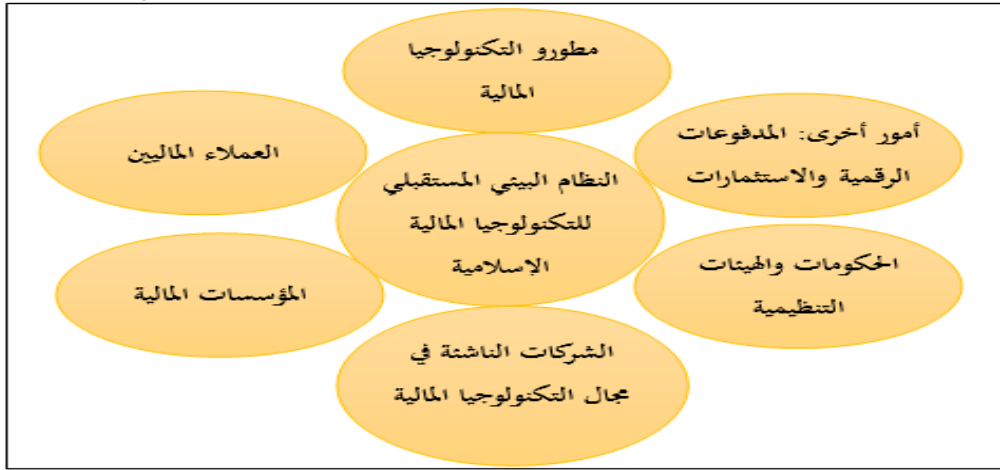 مطورو التكنولوجيا
المالية
أمور أخرى: المدفوعات
الرقمية والاستثمارات
العملاء الماليين
النظام البيئي المستقبلي
للتكنولوجيا المالية
الإسلامية
الحكومات والهيئات
التنظيمية
المؤسسات المالية
الشركات الناشئة في
مجال التكنولوجيا المالية